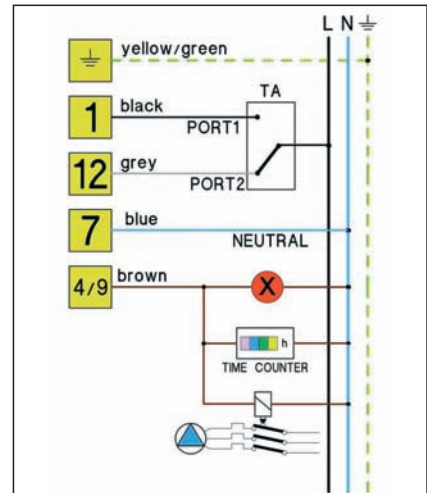 L N
yellow/green
TA
1
black
PORT1
12
grey
PORT2
7
blue
NEUTRAL
4/9
brown
X
h
TIME COUNTER